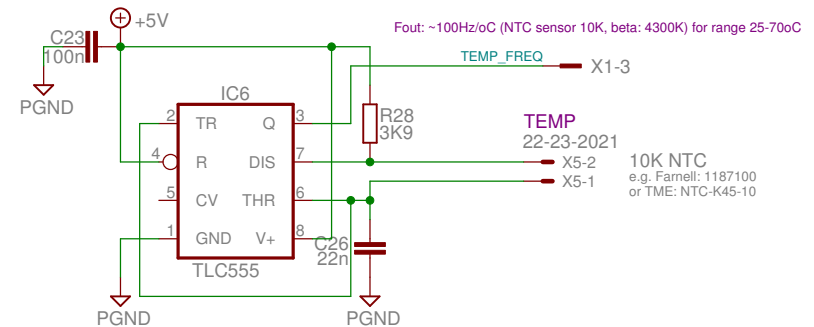 +5V
Fout: ~100Hz/oC (NTC sensor 10K, beta: 4300K) for range 25-70oC
C23
100n
TEMP_FREQ
X1-3
PGND
IC6
2 TR Q 3
R28
3K9
TEMP
22-23-2021
4 R DIS 7
X5-2
10K NTC
X5-1
e.g. Farnell: 1187100
or TME: NTC-K45-10
5 CV THR 6
1 GND V+ 8
C26
22n
TLC555
PGND
PGND